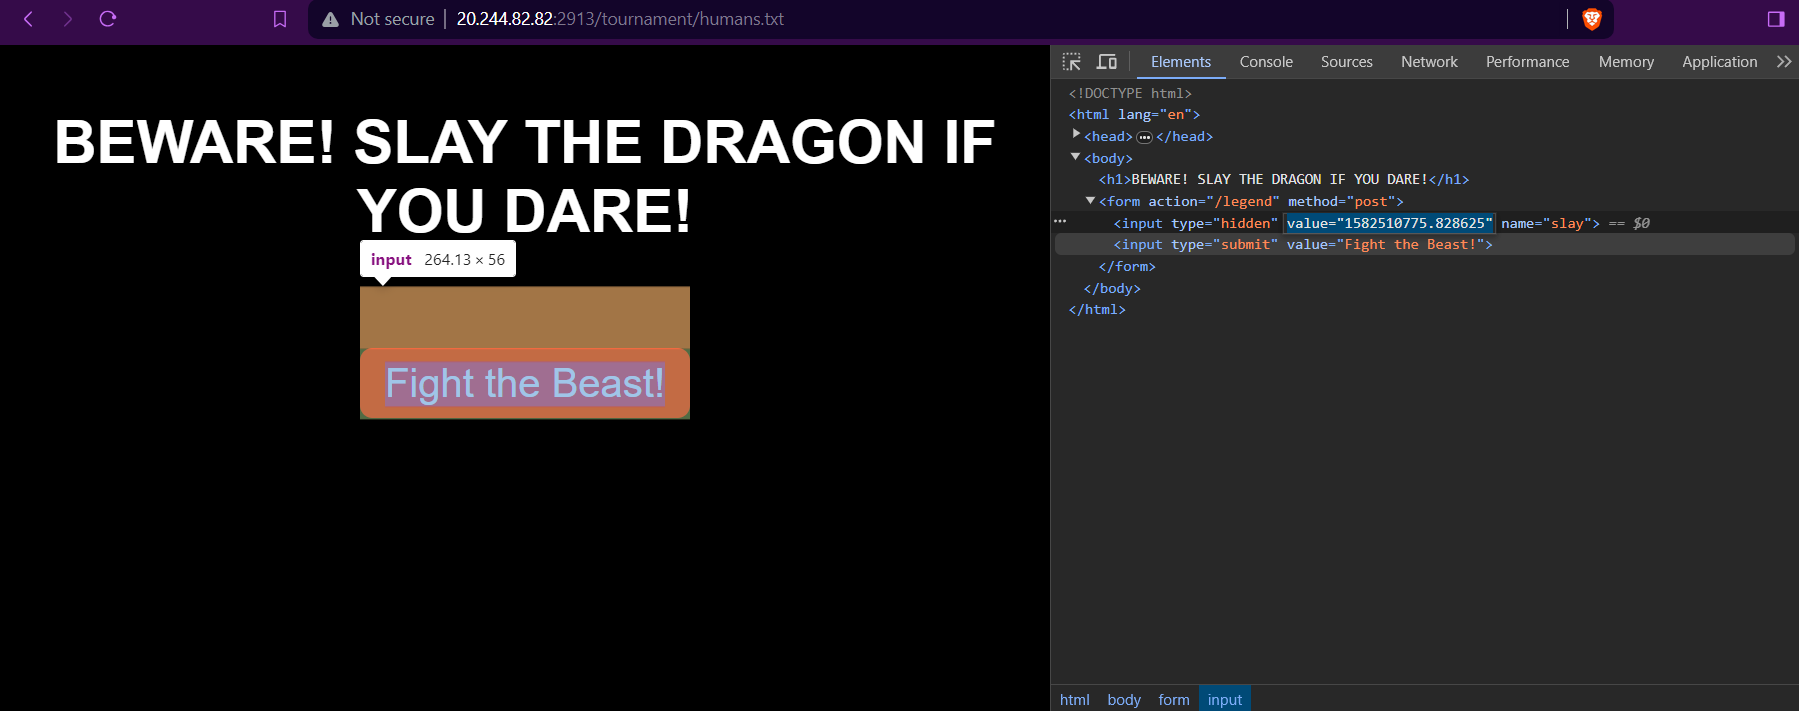 Not secure 20.244.82.82:2913/tournament/humans.txt
BEWARE! SLAY THE DRAGON IF
YOU DARE!
input 264.13 × 56
Fight the Beast!
Elements Console Sources Network Performance Memory Application
<!DOCTYPE html>
<html lang="en">
<head>…</head>
<body>
<h1>BEWARE! SLAY THE DRAGON IF YOU DARE!</h1>
<form action="/legend" method="post">
<input type="hidden" value="1582510775.828625" name="slay"> == $0
<input type="submit" value="Fight the Beast!">
</form>
</body>
</html>
html body form input